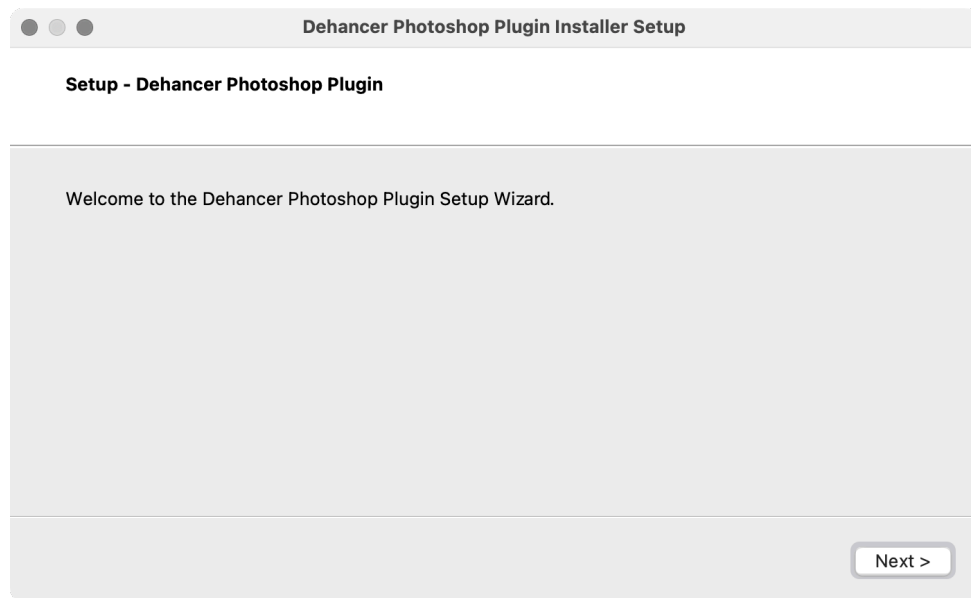 Dehancer Photoshop Plugin Installer Setup
Setup - Dehancer Photoshop Plugin
Welcome to the Dehancer Photoshop Plugin Setup Wizard.
Next >